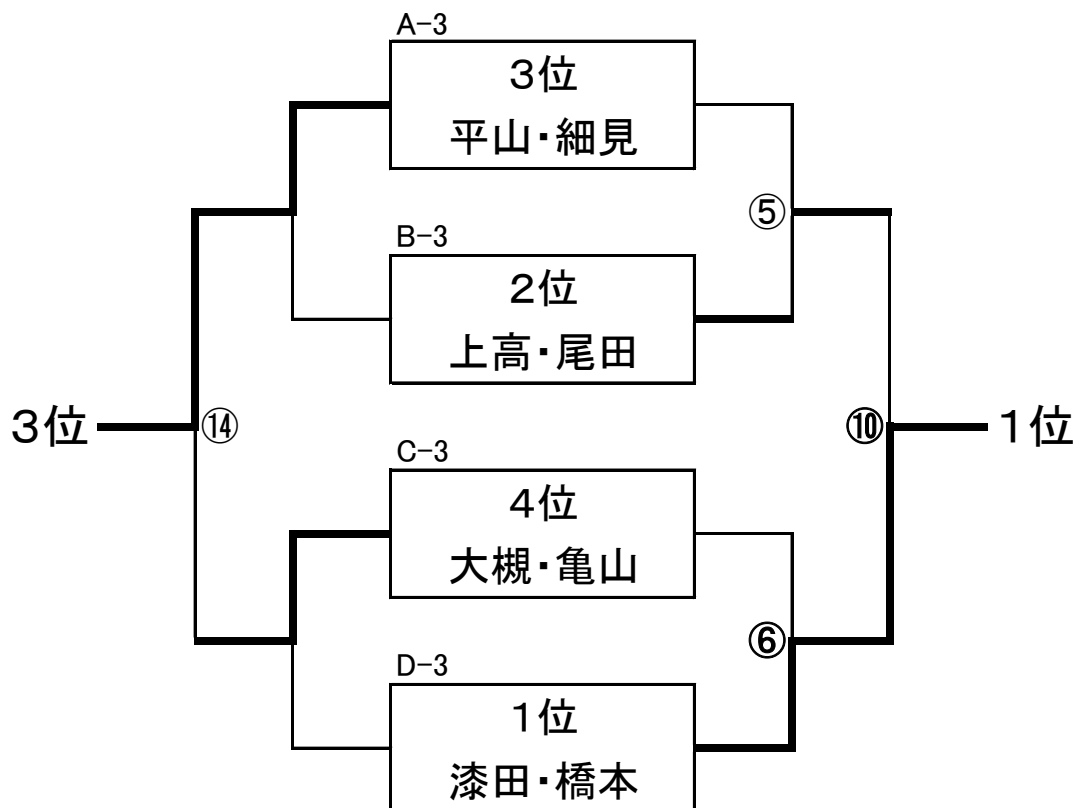 A-3
3位
平山・細見
⑤
B-3
2位
上高・尾田
3位
⑭
⑩
1位
C-3
4位
大槻・亀山
⑥
D-3
1位
漆田・橋本